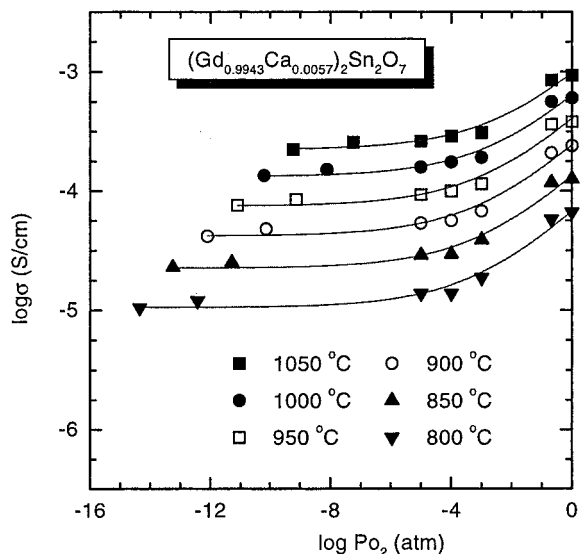 (Gd0.9943Ca0.0057)2Sn2O7
-3
-4
-5
-6
logσ (S/cm)
1050 °C
1000 °C
950 °C
900 °C
850 °C
800 °C
-16 -12 -8 -4 0
log Po2 (atm)